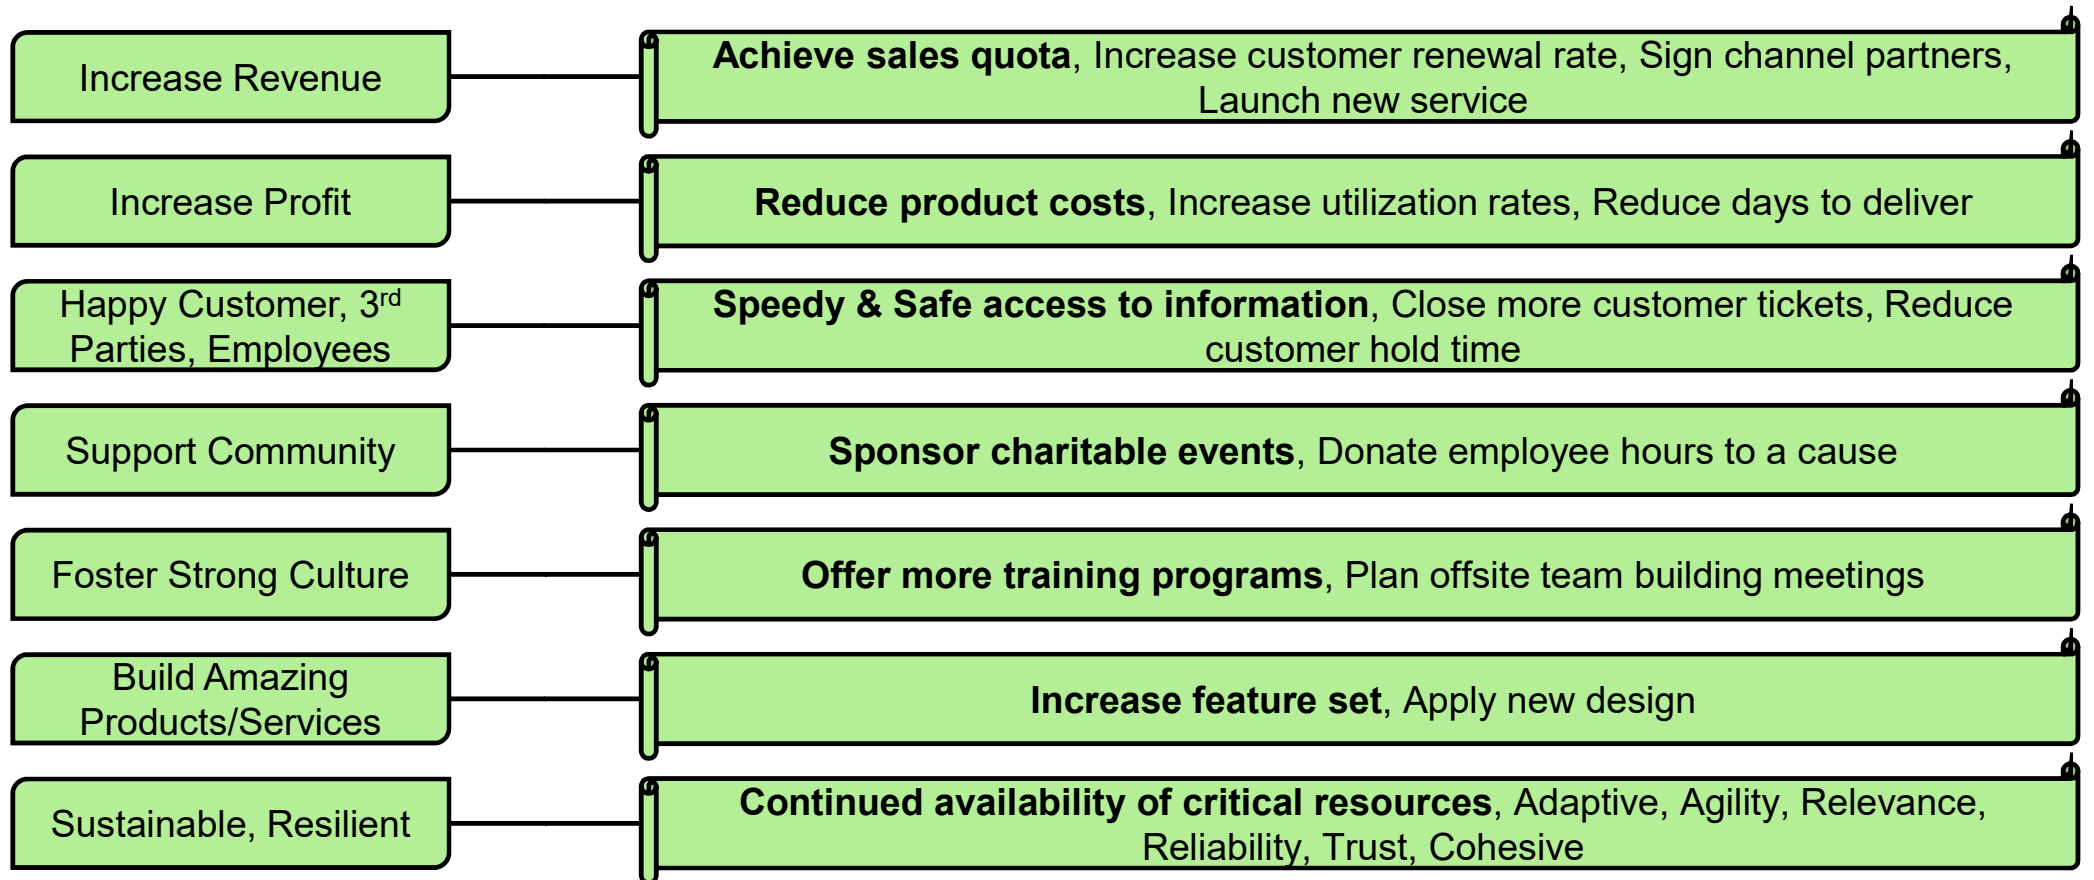 Increase Revenue
Achieve sales quota, Increase customer renewal rate, Sign channel partners,
Launch new service
Increase Profit
Reduce product costs, Increase utilization rates, Reduce days to deliver
Happy Customer, 3rd
Parties, Employees
Speedy & Safe access to information, Close more customer tickets, Reduce
customer hold time
Support Community
Sponsor charitable events, Donate employee hours to a cause
Foster Strong Culture
Offer more training programs, Plan offsite team building meetings
Build Amazing
Products/Services
Increase feature set, Apply new design
Sustainable, Resilient
Continued availability of critical resources, Adaptive, Agility, Relevance,
Reliability, Trust, Cohesive